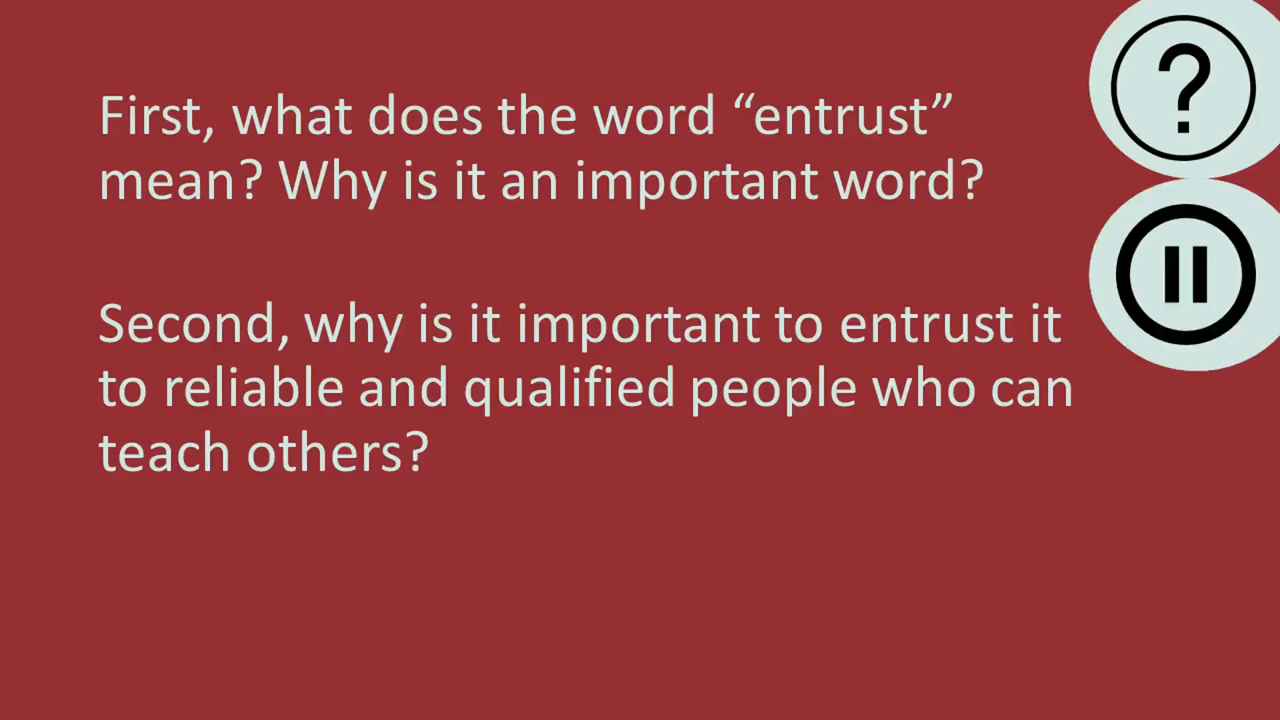 First, what does the word “entrust”
mean? Why is it an important word?
Second, why is it important to entrust it
to reliable and qualified people who can
teach others?
?